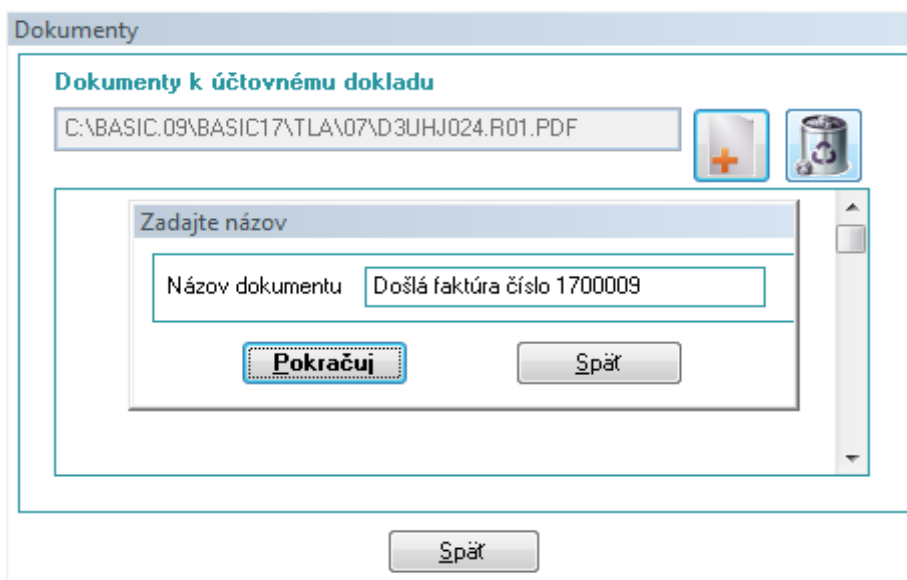 Dokumenty
Dokumenty k účtovnému dokladu
C:\BASIC.09\BASIC17\TLA\07\D3UHJ024.R01.PDF
Zadajte názov
Názov dokumentu Došlá faktúra číslo 1700009
Pokračuj Späť
Späť